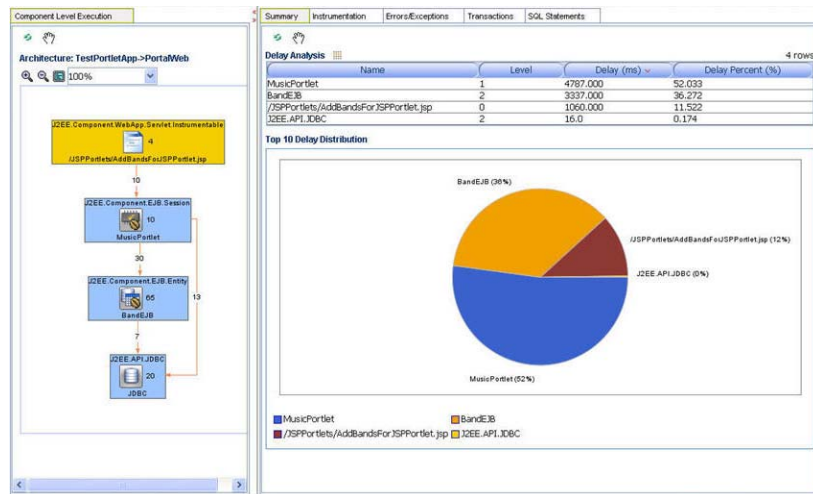 Component Level Execution
Architecture: TestPortletApp->PortalWeb
100%
J2EE.Component.WebApp.Servlet.Instrumentable
4
/JSPPortlets/AddBandsForJSPPortlet.jsp
10
J2EE.Component.EJB.Session
10
MusicPortlet
30
J2EE.Component.EJB.Entity
65
13
BandEJB
7
J2EE.API.JDBC
20
JDBC
Summary Instrumentation Errors/Exceptions Transactions SQL Statements
Delay Analysis 4 rows
Name Level Delay (ms) Delay Percent (%)
MusicPortlet 1 4787.000 52.033
BandEJB 2 3337.000 36.272
/JSPPortlets/AddBandsForJSPPortlet.jsp 0 1060.000 11.522
J2EE.API.JDBC 2 16.0 0.174
Top 10 Delay Distribution
BandEJB (36%)
/JSPPortlets/AddBandsForJSPPortlet.jsp (12%)
J2EE.API.JDBC (0%)
MusicPortlet (52%)
MusicPortlet BandEJB
/JSPPortlets/AddBandsForJSPPortlet.jsp J2EE.API.JDBC